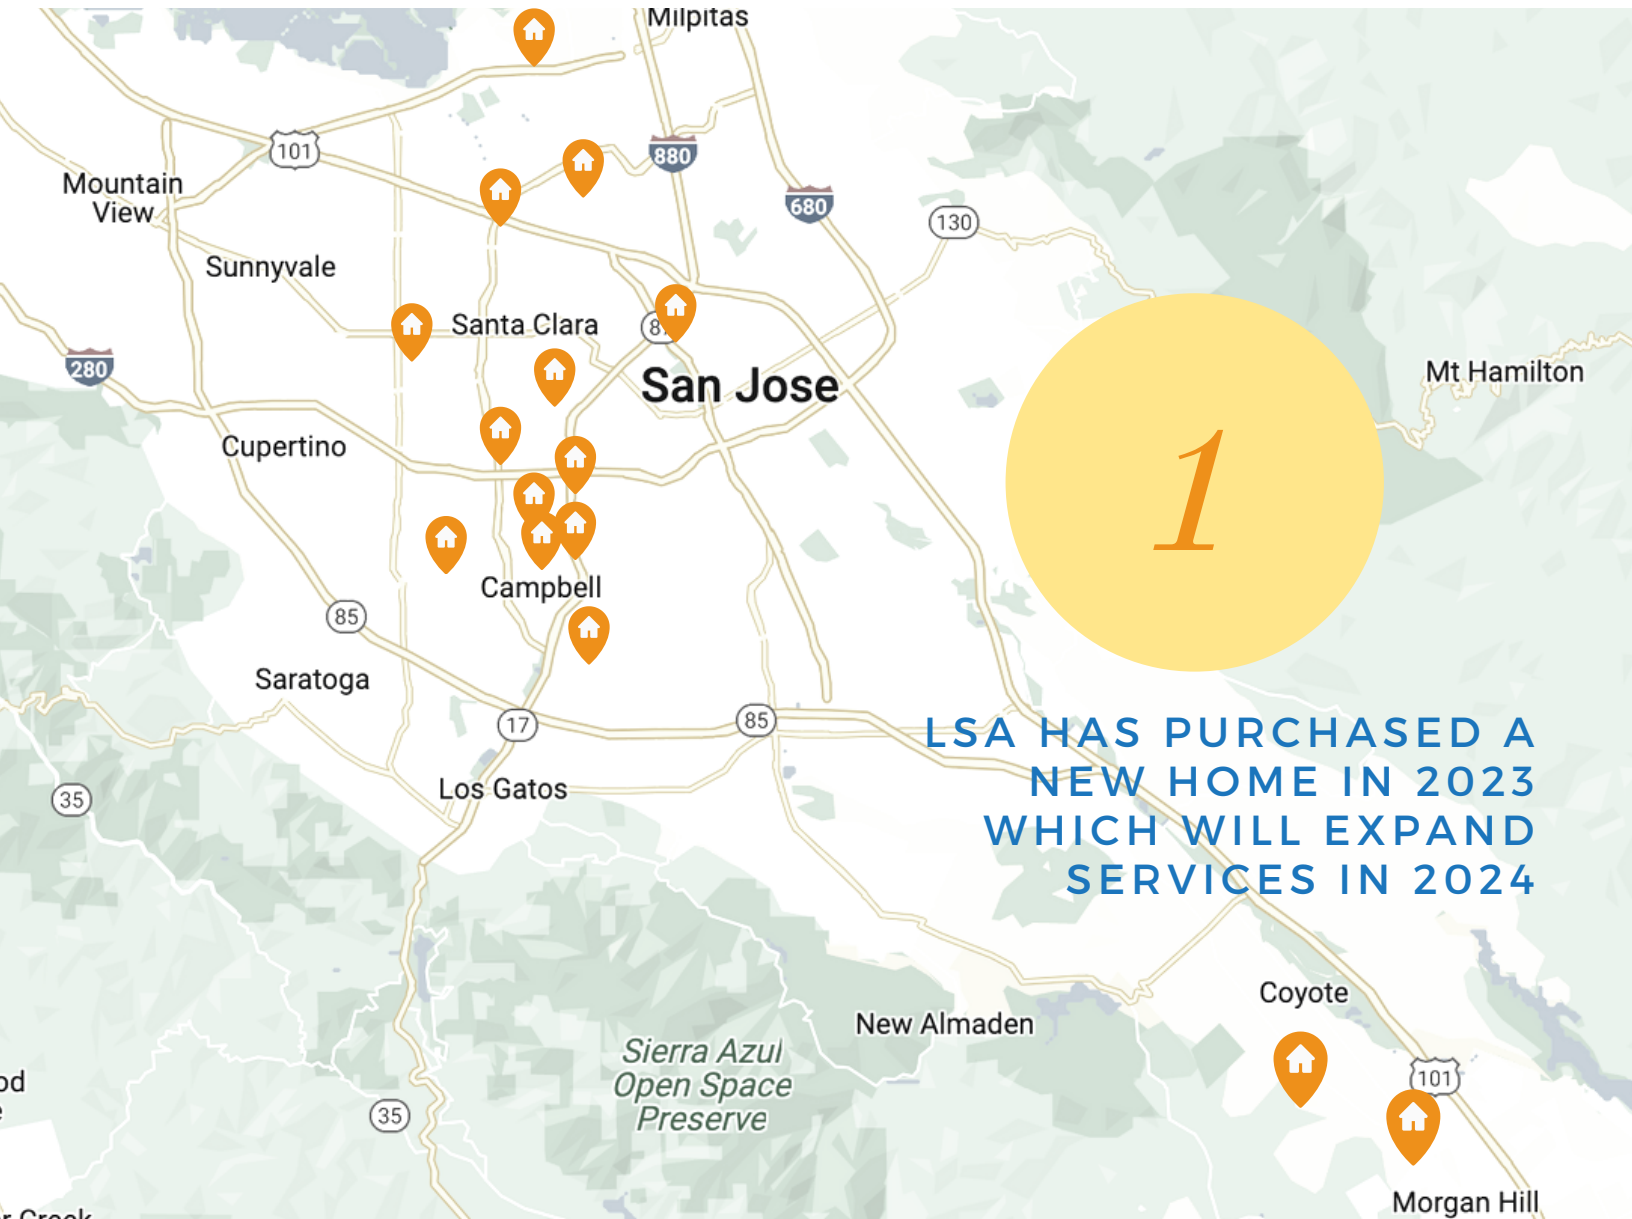 Milpitas
101
880
Mountain
View
680
130
Sunnyvale
Santa Clara
280
San Jose
Mt Hamilton
Cupertino
1
Campbell
85
Saratoga
17
85
LSA HAS PURCHASED A
NEW HOME IN 2023
WHICH WILL EXPAND
SERVICES IN 2024
Los Gatos
35
Coyote
New Almaden
Sierra Azul
Open Space
Preserve
101
od
35
Morgan Hill
r Creek